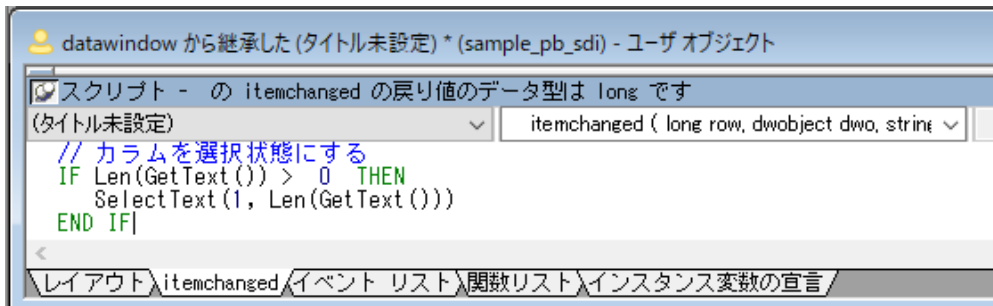 datawindow から継承した (タイトル未設定) * (sample_pb_sdi) - ユーザ オブジェクト
スクリプト - の itemchanged の戻り値のデータ型は long です
(タイトル未設定) itemchanged ( long row, dwobject dwo, string
// カラムを選択状態にする
IF Len(GetText()) > 0 THEN
SelectText(1, Len(GetText()))
END IF
レイアウト itemchanged イベント リスト 関数リスト インスタンス変数の宣言